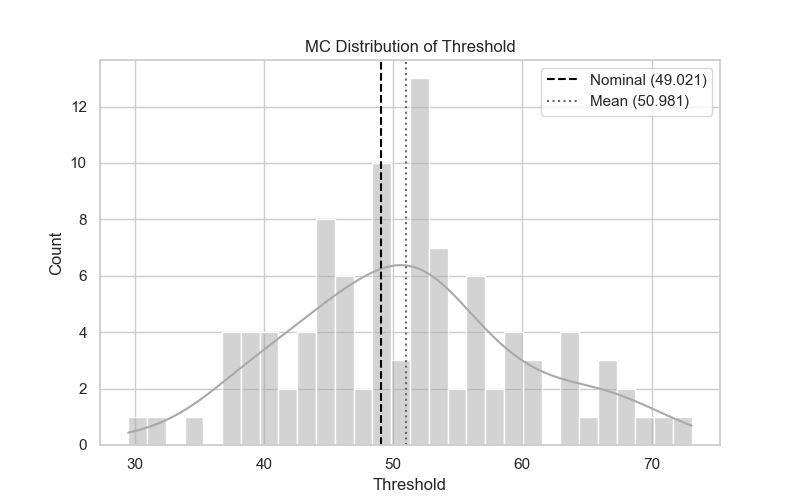 MC Distribution of Threshold
Nominal (49.021)
Mean (50.981)
12
10
8
6
4
2
0
Count
30
40
50
60
70
Threshold